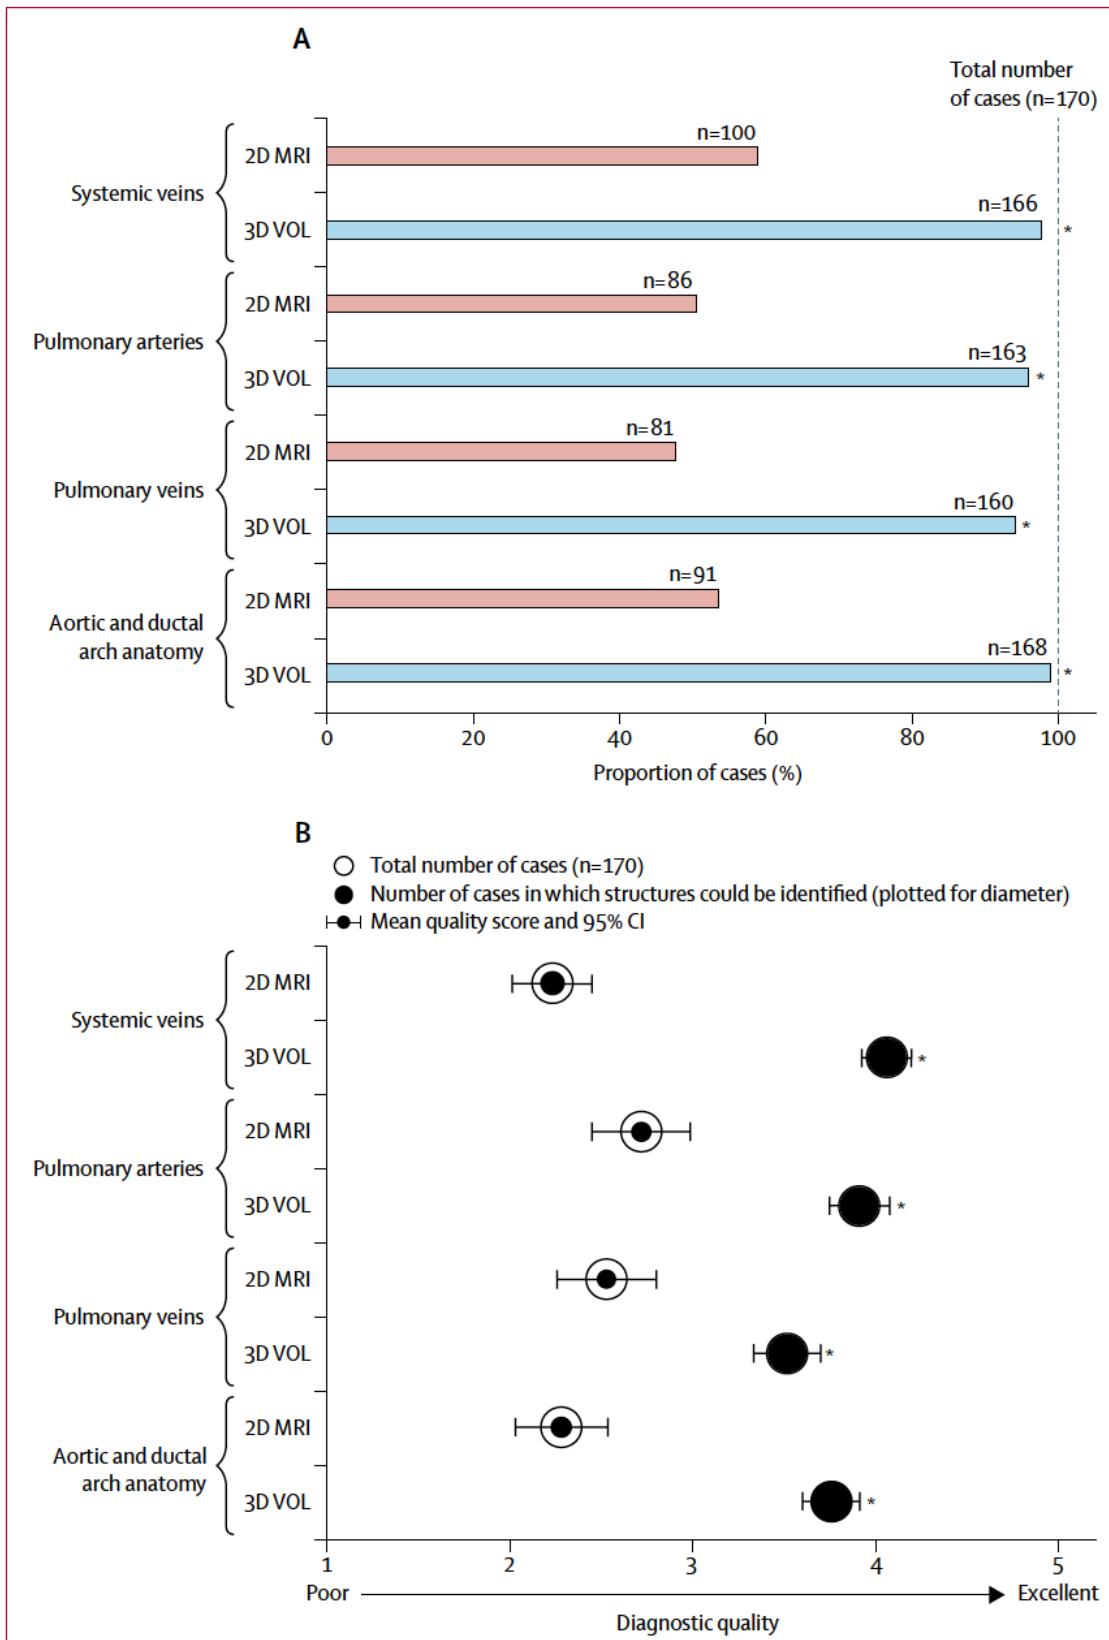 A
Total number
of cases (n=170)
Systemic veins
2D MRI
n=100
3D VOL
n=166
*
Pulmonary arteries
2D MRI
n=86
3D VOL
n=163
*
Pulmonary veins
2D MRI
n=81
3D VOL
n=160
*
Aortic and ductal
arch anatomy
2D MRI
n=91
3D VOL
n=168
*
0 20 40 60 80 100
Proportion of cases (%)
B
Total number of cases (n=170)
Number of cases in which structures could be identified (plotted for diameter)
Mean quality score and 95% CI
Systemic veins
2D MRI
3D VOL
*
Pulmonary arteries
2D MRI
3D VOL
*
Pulmonary veins
2D MRI
3D VOL
*
Aortic and ductal
arch anatomy
2D MRI
3D VOL
*
1 2 3 4 5
Poor Excellent
Diagnostic quality